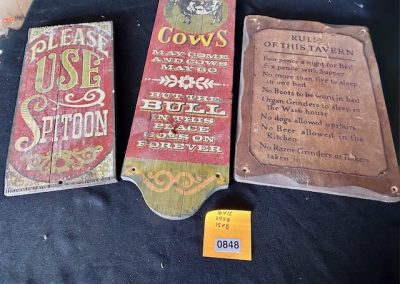 PLEASE
USE
SPITOON
COWS
MAY COME
AND COWS
MAY GO
BUT THE
BULL
IN THIS
PLACE
GOES ON
FOREVER
RULES
OF THIS TAVERN
Four pence a night for Bed
Six pence with Supper
No more than five to sleep
in one bed
No Boots to be worn in bed
Organ Grinders to sleep in
the Wash house
No dogs allowed upstairs
No Beer allowed in the
Kitchen
No Razor Grinders or Tinkers
taken in
0848